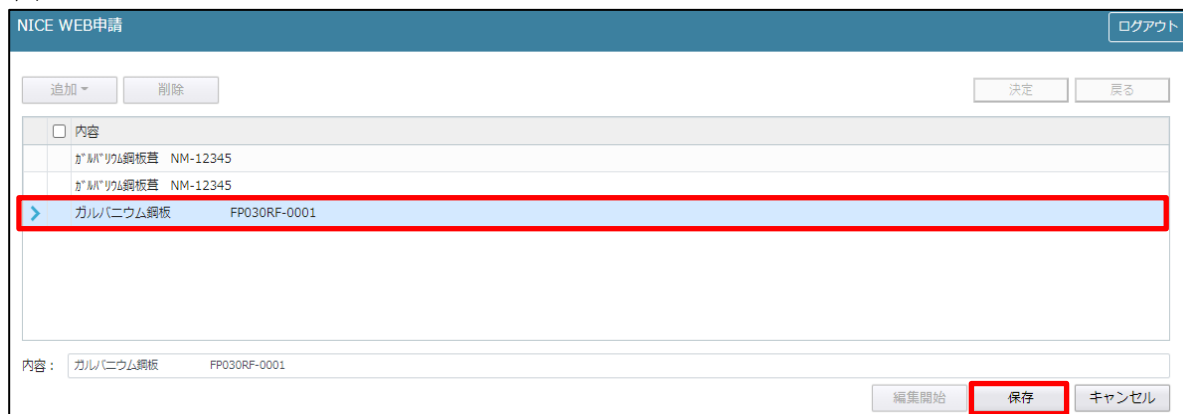 NICE WEB申請 ログアウト
追加 削除 決定 戻る
内容
ｶﾞﾙﾊﾞﾘｳﾑ鋼板葺 NM-12345
ｶﾞﾙﾊﾞﾘｳﾑ鋼板葺 NM-12345
ガルバニウム鋼板 FP030RF-0001
内容： ガルバニウム鋼板 FP030RF-0001
編集開始 保存 キャンセル